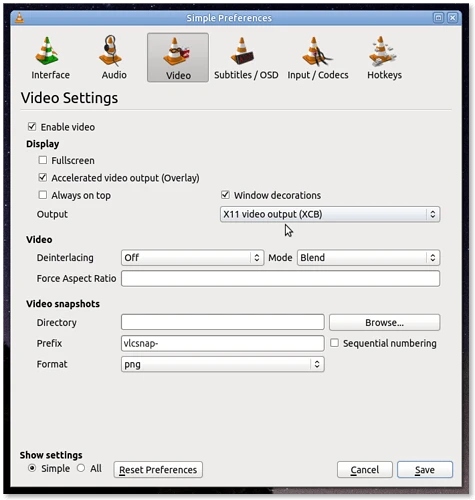 Simple Preferences
Interface Audio Video Subtitles / OSD Input / Codecs Hotkeys
Video Settings
Enable video
Display
Fullscreen
Accelerated video output (Overlay)
Always on top Window decorations
Output X11 video output (XCB)
Video
Deinterlacing Off Mode Blend
Force Aspect Ratio
Video snapshots
Directory Browse...
Prefix vlcsnap- Sequential numbering
Format png
Show settings
Simple All Reset Preferences Cancel Save